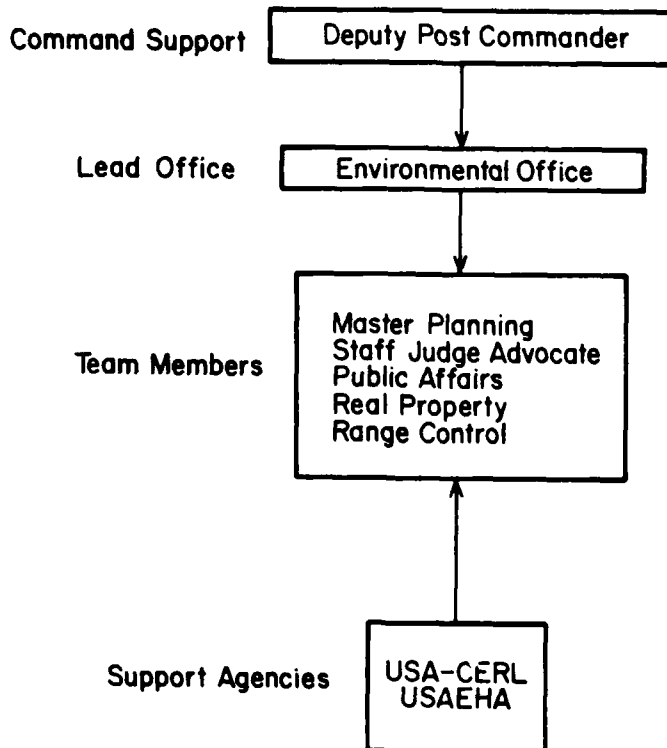 Command Support
Deputy Post Commander
Lead Office
Environmental Office
Team Members
Master Planning
Staff Judge Advocate
Public Affairs
Real Property
Range Control
Support Agencies
USA-CERL
USAEHA